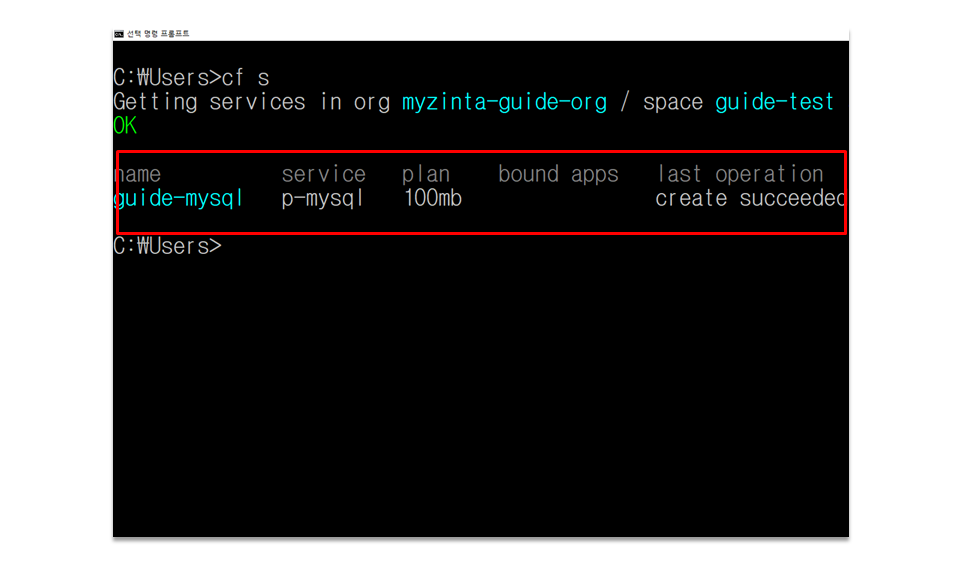 선택 명령 프롬프트
C:₩Users>cf s
Getting services in org myzinta-guide-org / space guide-test
OK
name service plan bound apps last operation
guide-mysql p-mysql 100mb create succeeded
C:₩Users>